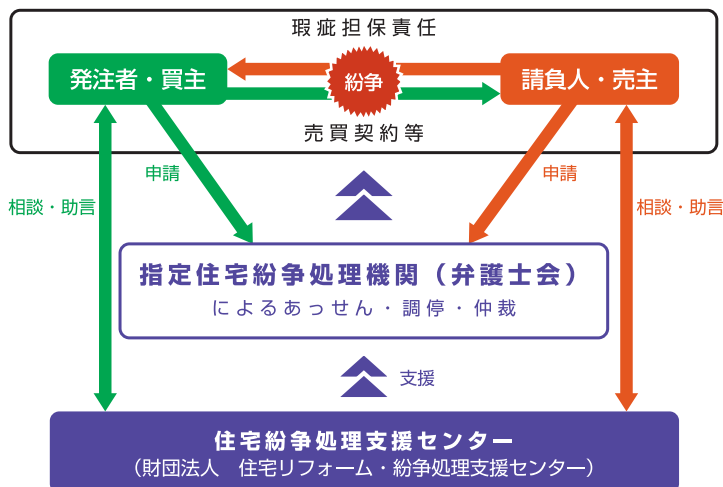 瑕疵担保責任
発注者・買主
紛争
請負人・売主
売買契約等
申請
申請
相談・助言
相談・助言
指定住宅紛争処理機関（弁護士会）
によるあっせん・調停・仲裁
支援
住宅紛争処理支援センター
（財団法人　住宅リフォーム・紛争処理支援センター）